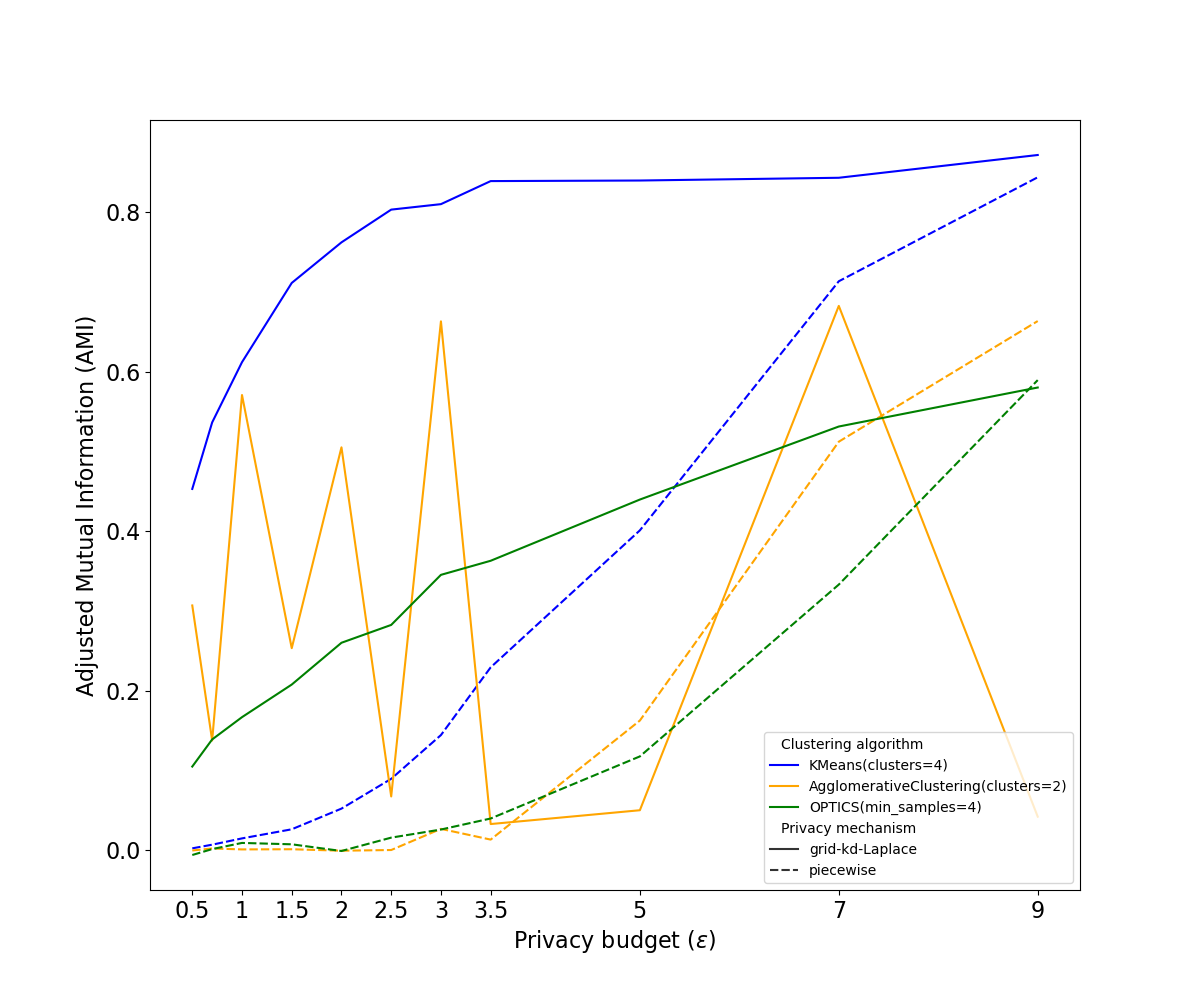 Adjusted Mutual Information (AMI)
0.8
0.6
0.4
0.2
0.0
0.5 1 1.5 2 2.5 3 3.5 5 7 9
Privacy budget (ε)
Clustering algorithm
KMeans(clusters=4)
AgglomerativeClustering(clusters=2)
OPTICS(min_samples=4)
Privacy mechanism
grid-kd-Laplace
piecewise